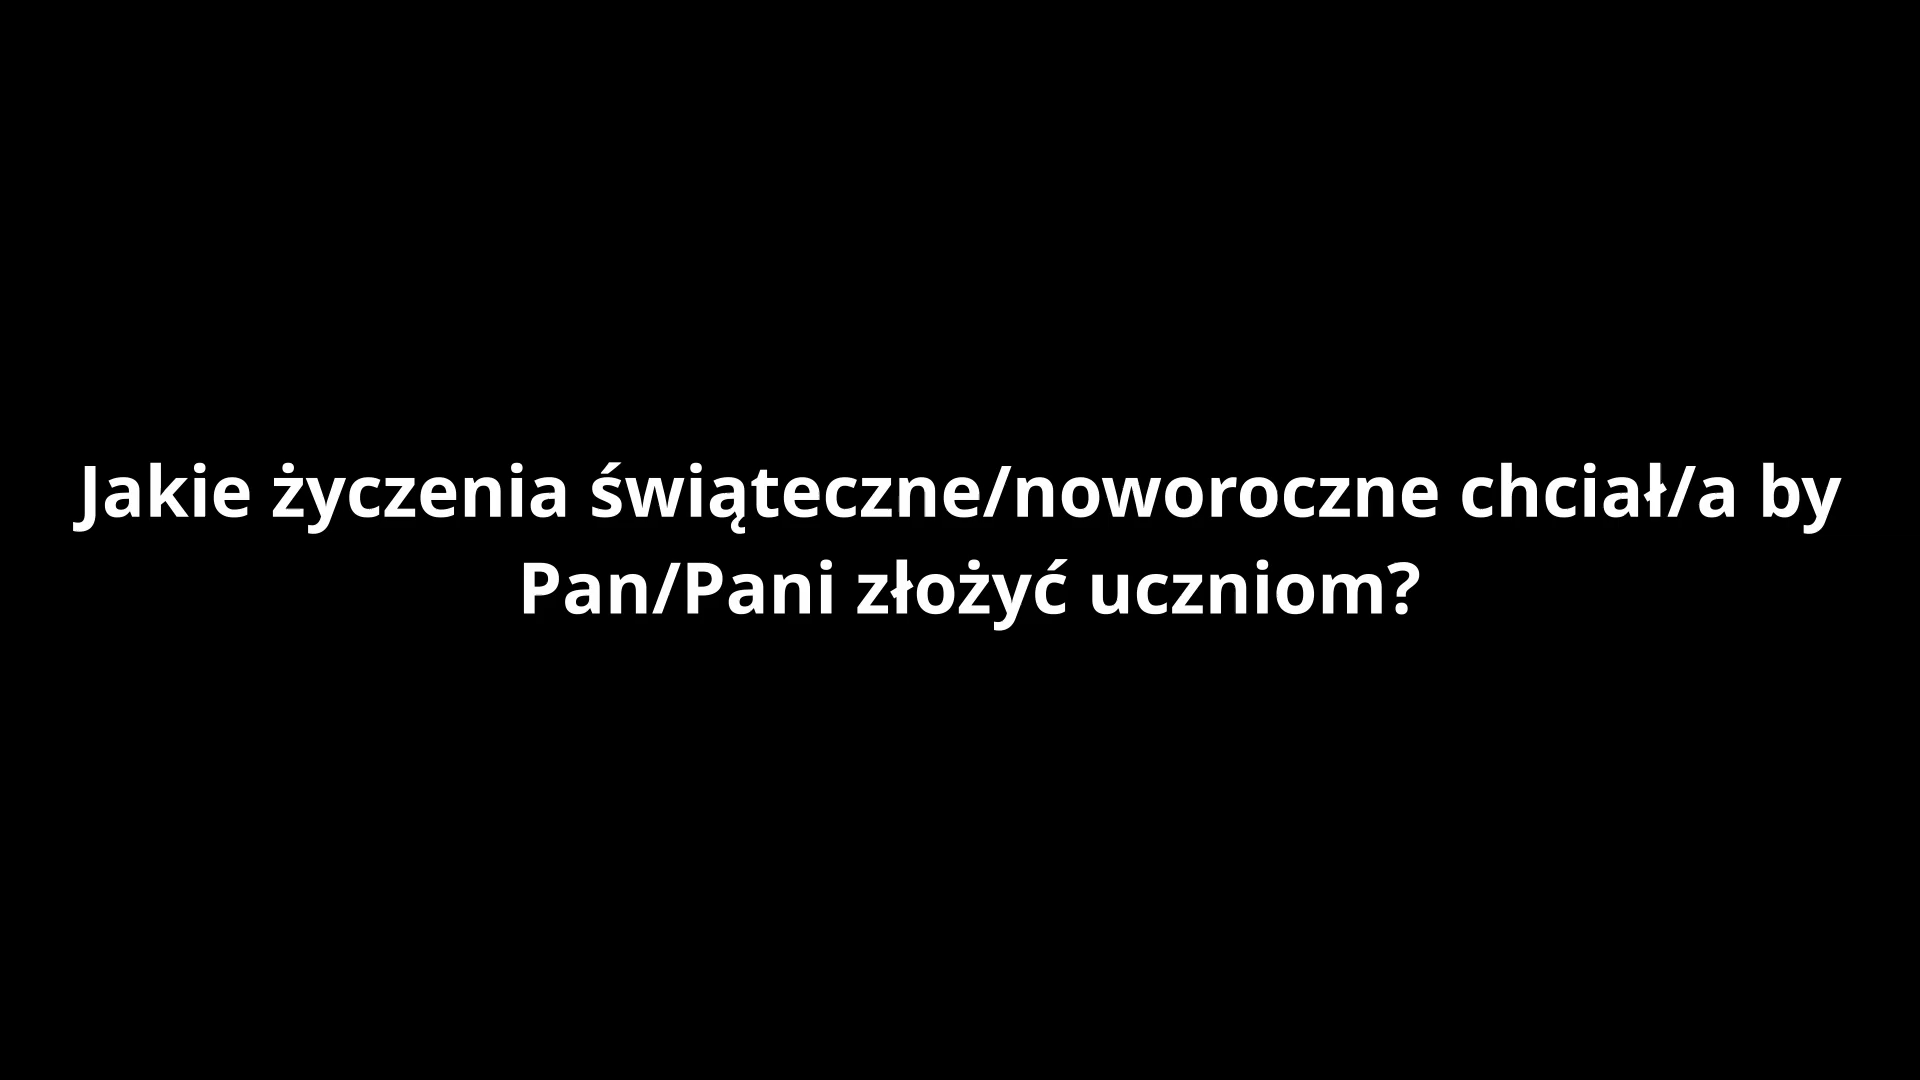 Jakie życzenia świąteczne/noworoczne chciał/a by
Pan/Pani złożyć uczniom?